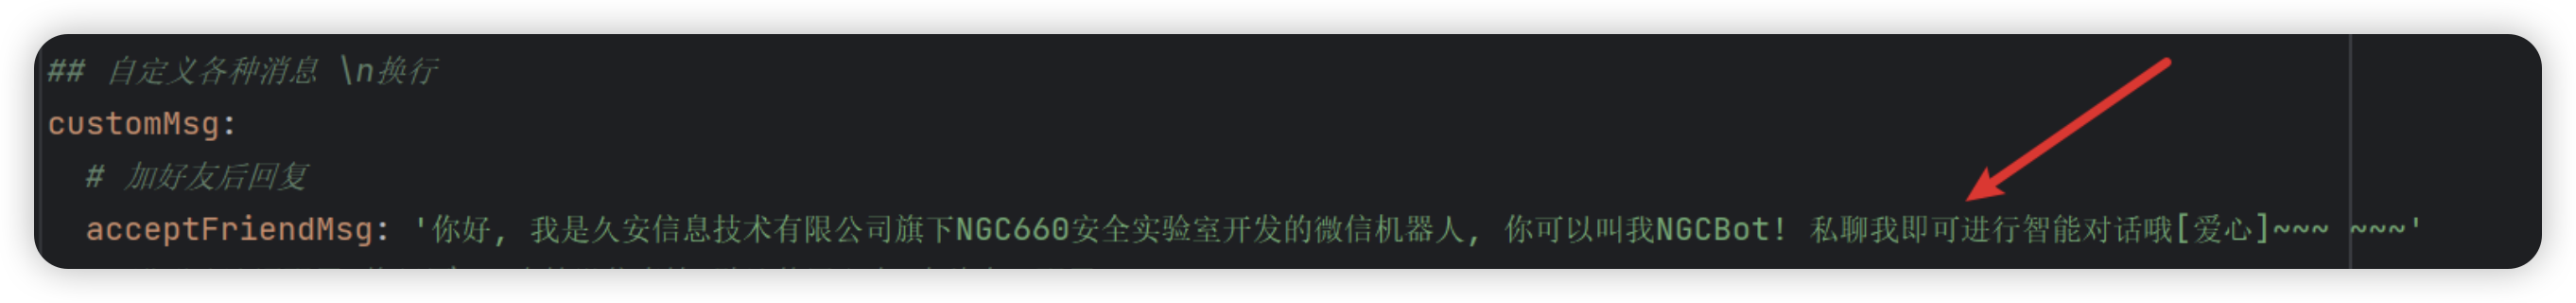 ## 自定义各种消息 \n换行
customMsg:
# 加好友后回复
acceptFriendMsg: '你好, 我是久安信息技术有限公司旗下NGC660安全实验室开发的微信机器人, 你可以叫我NGCBot! 私聊我即可进行智能对话哦[爱心]~~~ ~~~'